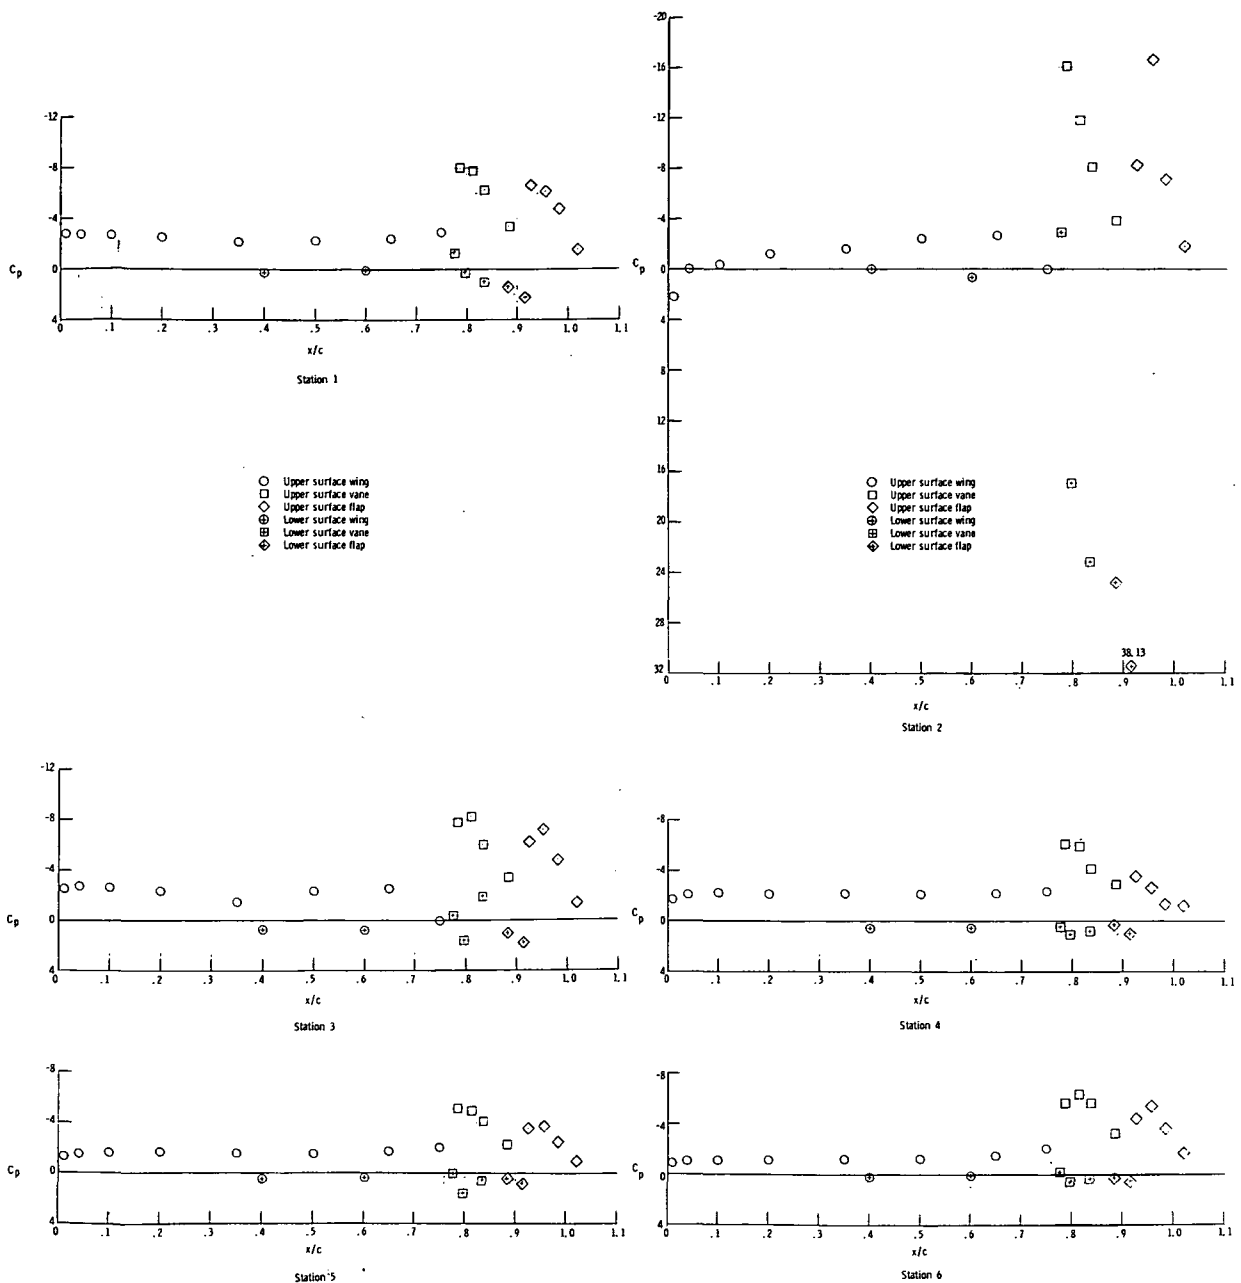 -12
-8
-4
Cp 0
4
0 .1 .2 .3 .4 .5 .6 .7 .8 .9 1.0 1.1
x/c
Station 1
Upper surface wing
Upper surface vane
Upper surface flap
Lower surface wing
Lower surface vane
Lower surface flap
-20
-16
-12
-8
-4
Cp 0
4
8
12
16
20
24
28
32
38.13
0 .1 .2 .3 .4 .5 .6 .7 .8 .9 1.0 1.1
x/c
Station 2
Upper surface wing
Upper surface vane
Upper surface flap
Lower surface wing
Lower surface vane
Lower surface flap
-12
-8
-4
Cp 0
4
0 .1 .2 .3 .4 .5 .6 .7 .8 .9 1.0 1.1
x/c
Station 3
-8
-4
Cp 0
4
0 .1 .2 .3 .4 .5 .6 .7 .8 .9 1.0 1.1
x/c
Station 4
-8
-4
Cp 0
4
0 .1 .2 .3 .4 .5 .6 .7 .8 .9 1.0 1.1
x/c
Station 5
-8
-4
Cp 0
4
0 .1 .2 .3 .4 .5 .6 .7 .8 .9 1.0 1.1
x/c
Station 6